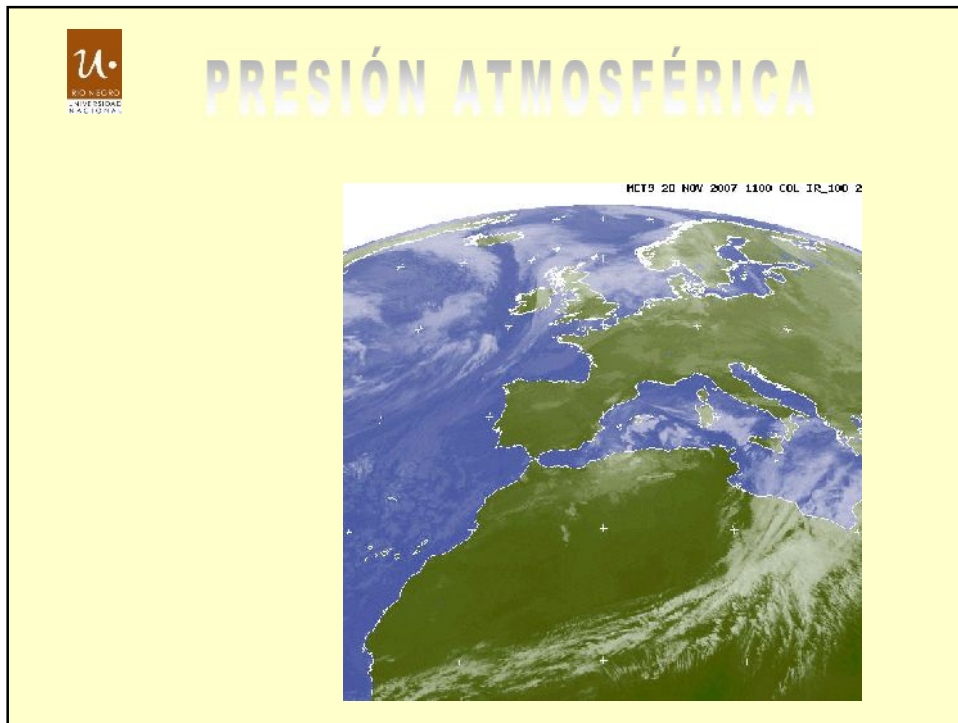 PRESIÓN ATMOSFÉRICA
U
RIO NEGRO
UNIVERSIDAD
NACIONAL
MET9 20 NOV 2007 1100 COL IR_100 2